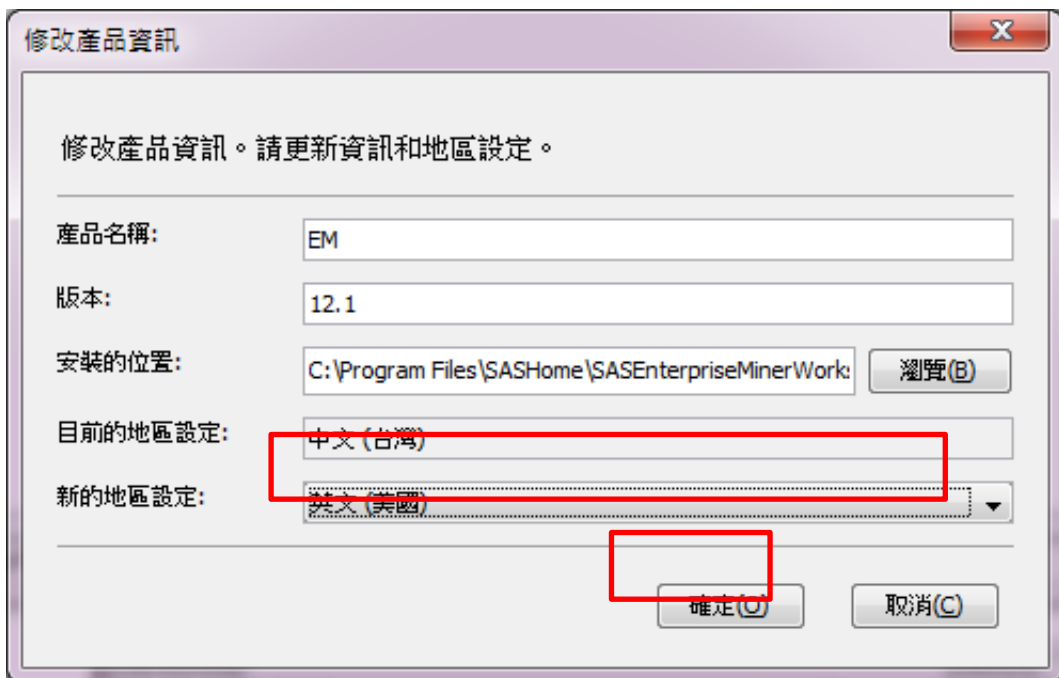 修改產品資訊
修改產品資訊。請更新資訊和地區設定。
產品名稱: EM
版本: 12.1
安裝的位置: C:\Program Files\SASHome\SASEnterpriseMinerWork: 瀏覽(B)
目前的地區設定: 中文 (台灣)
新的地區設定: 英文 (美國)
確定(O) 取消(C)